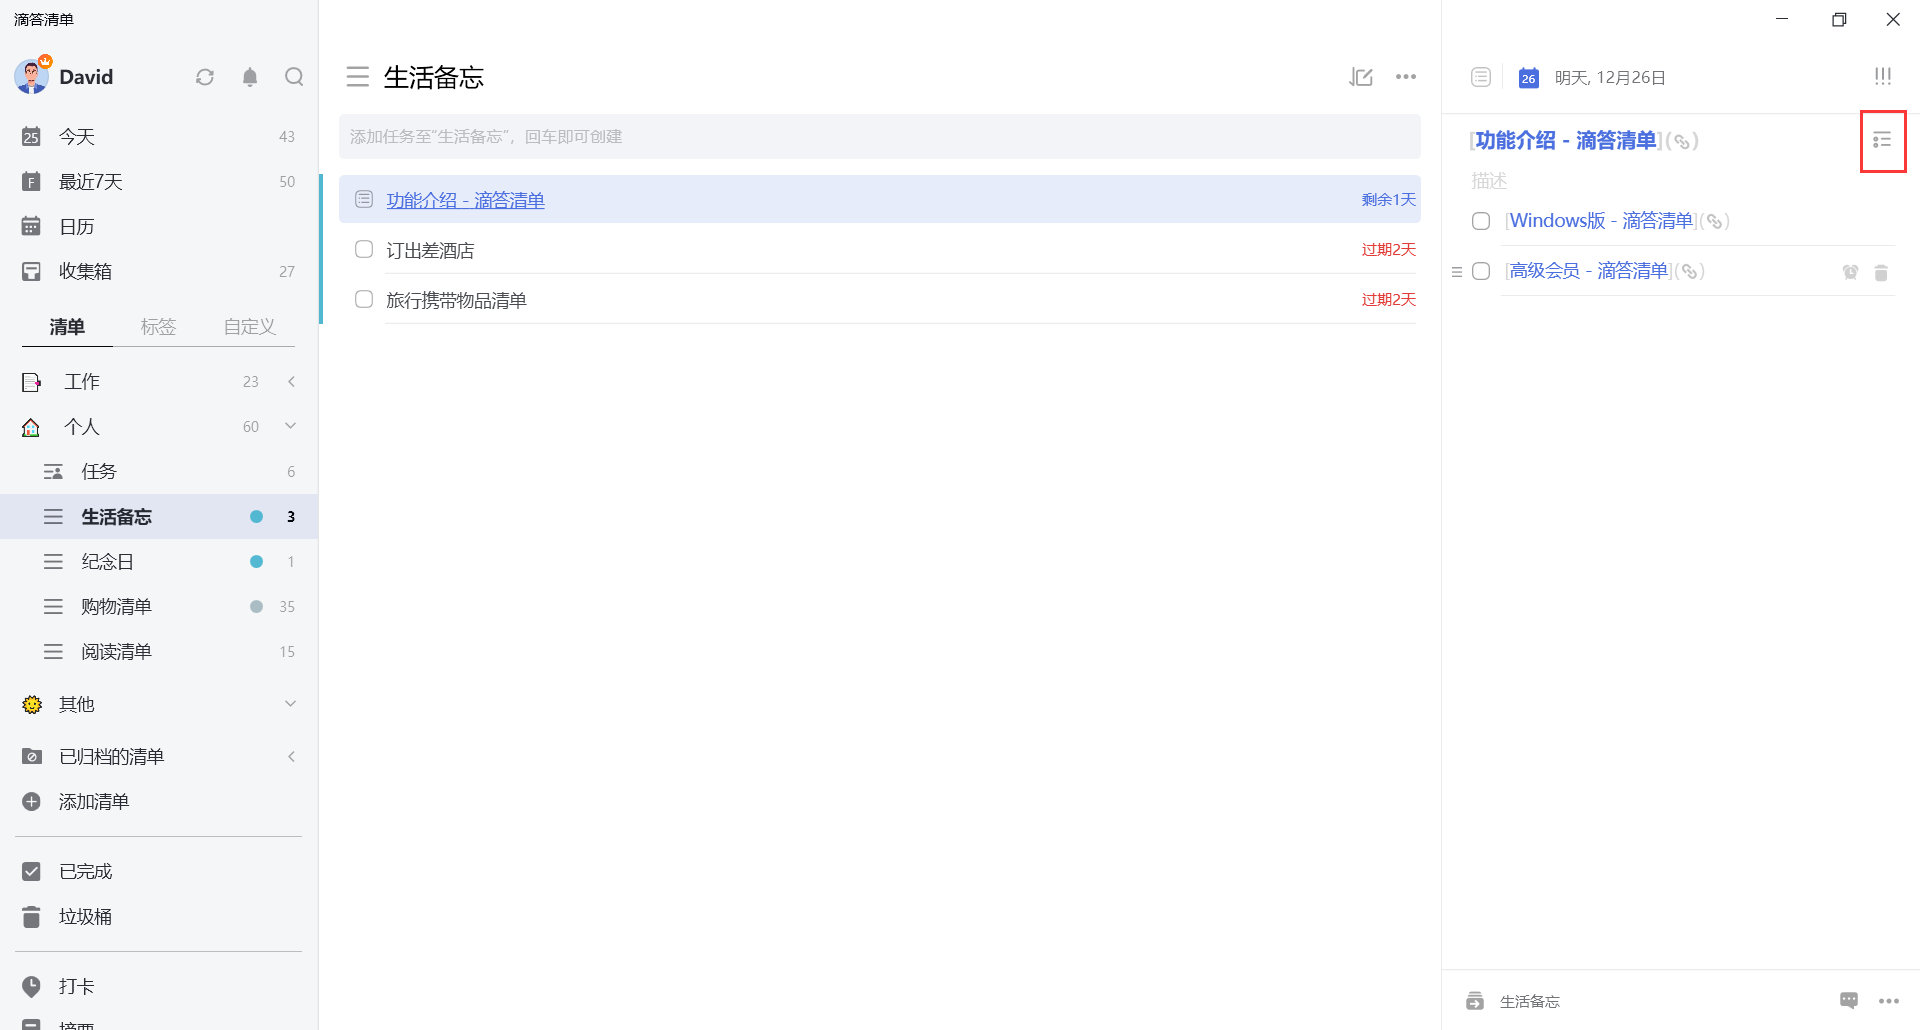 滴答清单
David
25 今天 43
F 最近7天 50
日历
收集箱 27
清单 标签 自定义
工作 23
个人 60
任务 6
生活备忘 3
纪念日 1
购物清单 35
阅读清单 15
其他
已归档的清单
添加清单
已完成
垃圾桶
打卡
摘要
生活备忘
添加任务至“生活备忘”，回车即可创建
功能介绍 - 滴答清单 剩余1天
订出差酒店 过期2天
旅行携带物品清单 过期2天
26 明天, 12月26日
[功能介绍 - 滴答清单]( )
描述
[Windows版 - 滴答清单]( )
[高级会员 - 滴答清单]( )
生活备忘